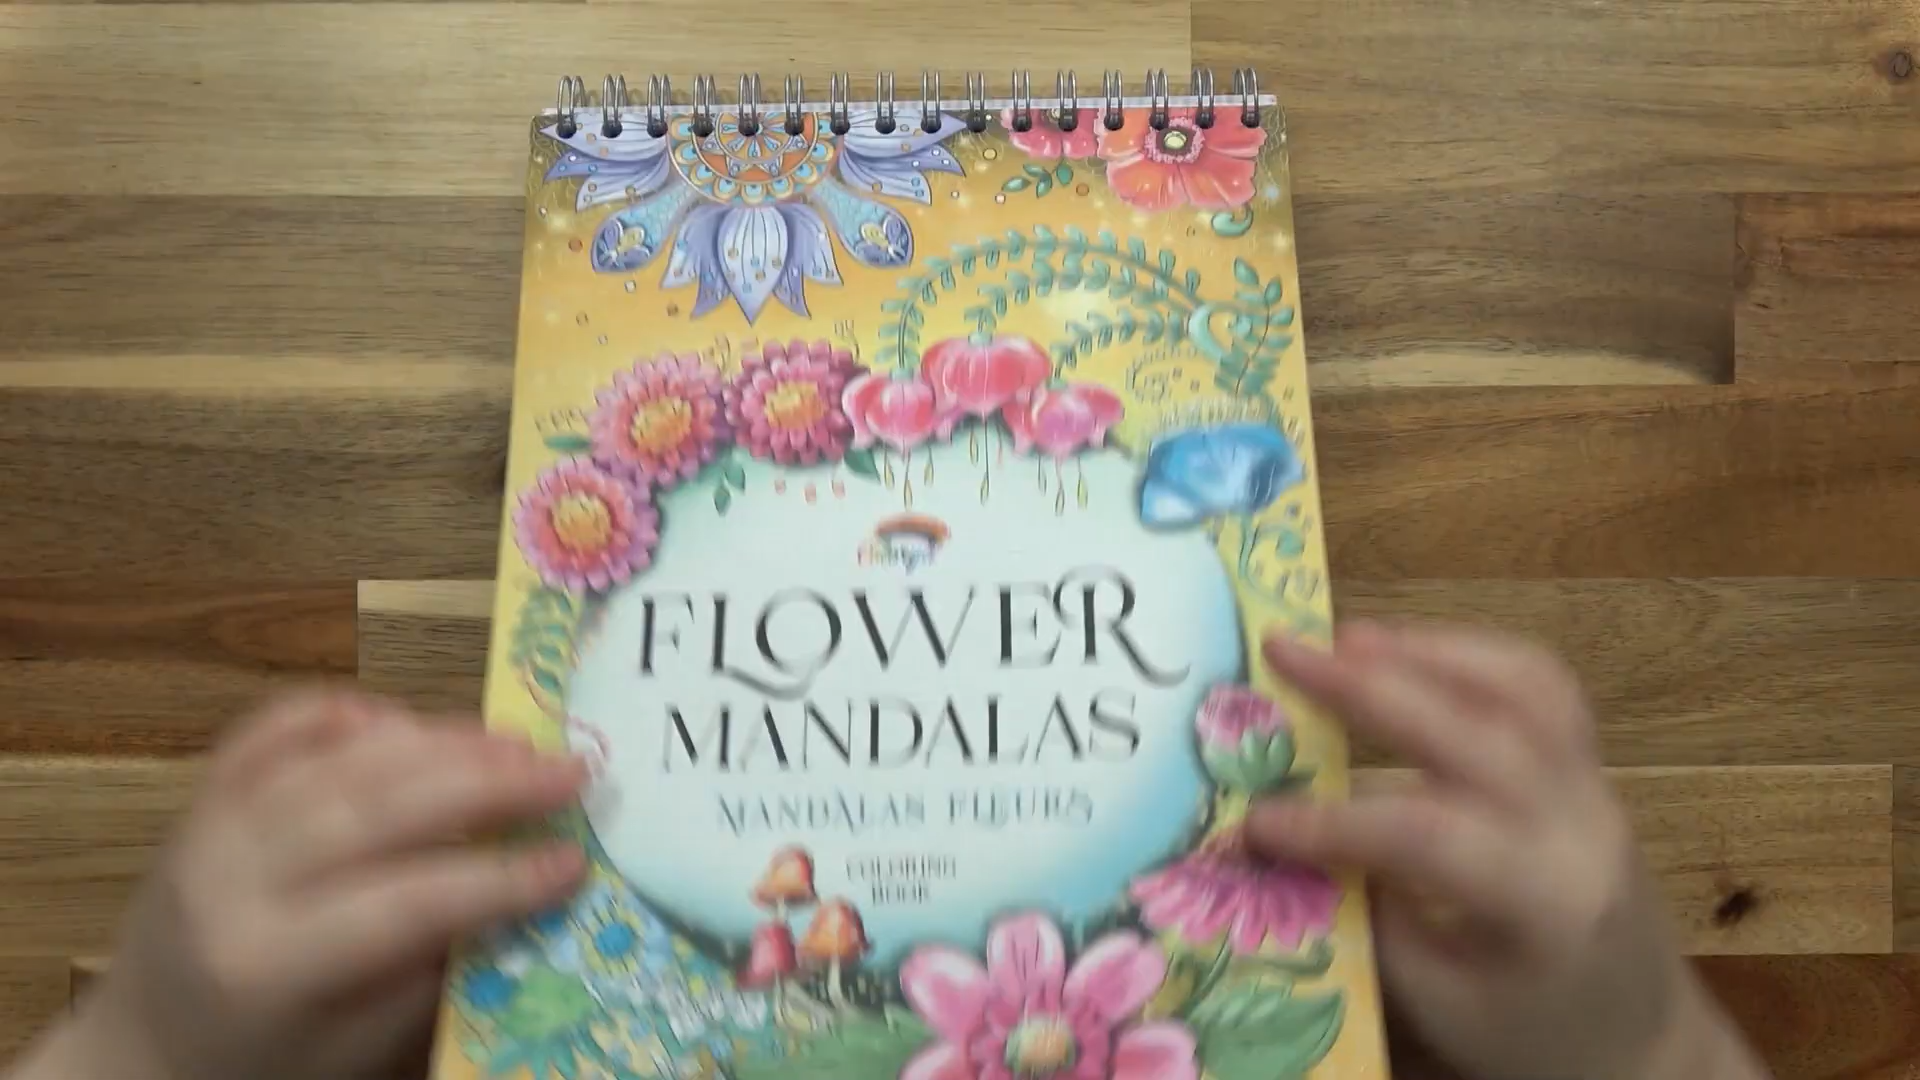 FLOWER
MANDALAS
MANDALAS FLEURS
COLORING
BOOK